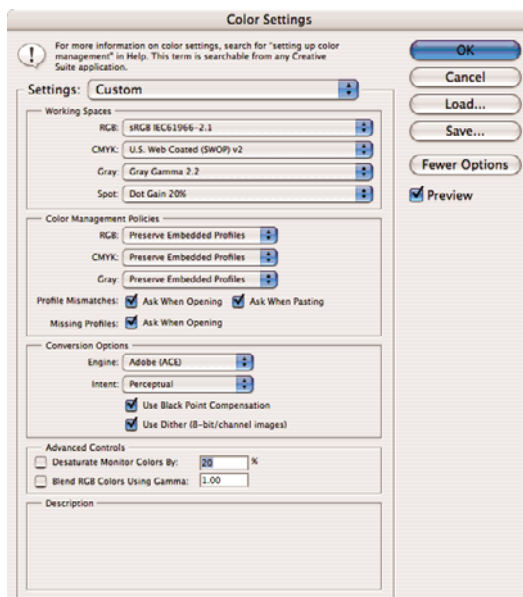 Color Settings
For more information on color settings, search for "setting up color
management" in Help. This term is searchable from any Creative
Suite application.
OK
Cancel
Load...
Save...
Fewer Options
Preview
Settings: Custom
Working Spaces
RGB: sRGB IEC61966-2.1
CMYK: U.S. Web Coated (SWOP) v2
Gray: Gray Gamma 2.2
Spot: Dot Gain 20%
Color Management Policies
RGB: Preserve Embedded Profiles
CMYK: Preserve Embedded Profiles
Gray: Preserve Embedded Profiles
Profile Mismatches: Ask When Opening Ask When Pasting
Missing Profiles: Ask When Opening
Conversion Options
Engine: Adobe (ACE)
Intent: Perceptual
Use Black Point Compensation
Use Dither (8-bit/channel images)
Advanced Controls
Desaturate Monitor Colors By: 20 %
Blend RGB Colors Using Gamma: 1.00
Description